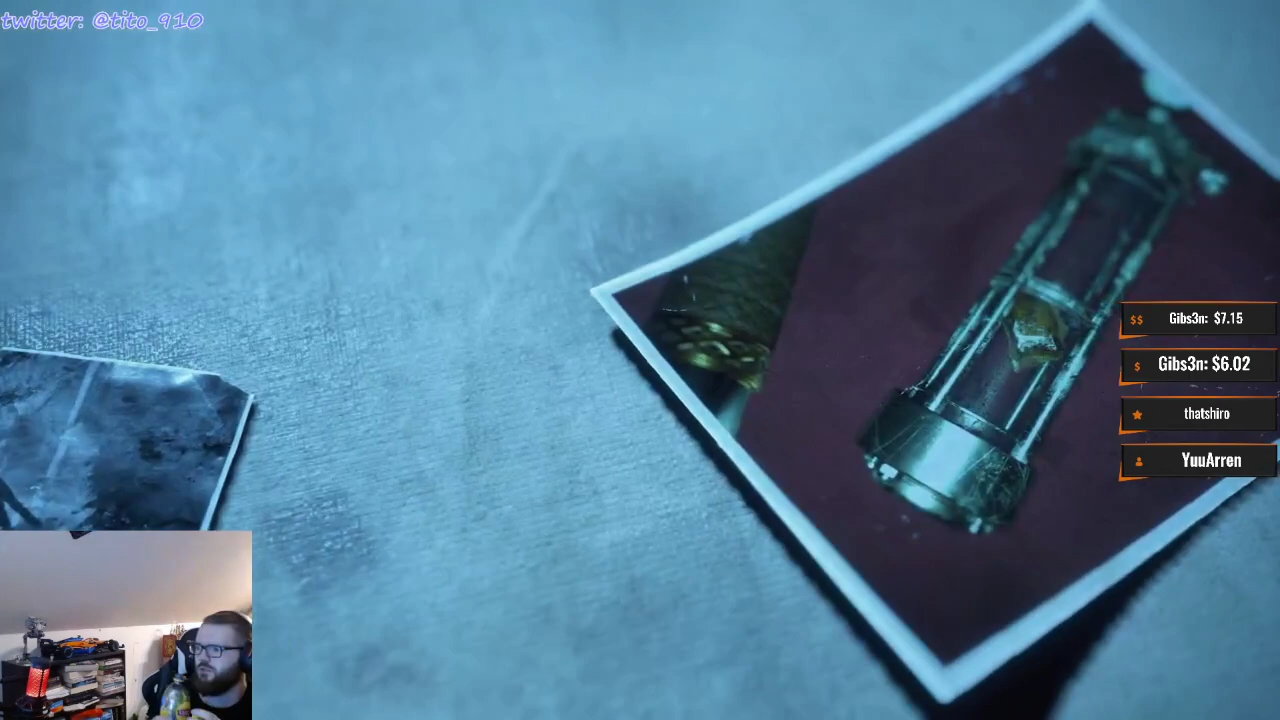 twitter: @tito_910
$$ Gibs3n: $7.15
$ Gibs3n: $6.02
thatshiro
YuuArren